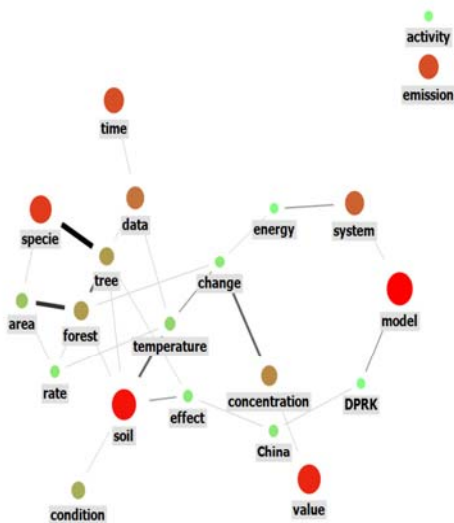 activity
emission
time
data
specie
energy
system
tree
change
model
area
forest
temperature
rate
concentration
DPRK
soil
effect
China
value
condition